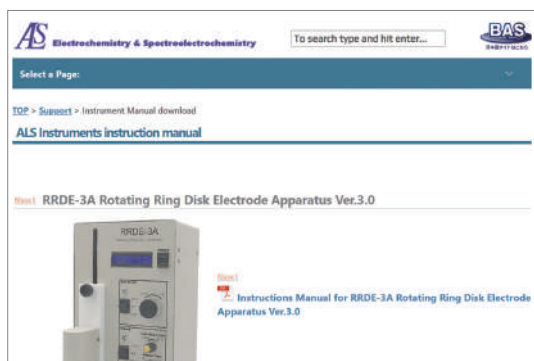 ALS Electrochemistry & Spectroelectrochemistry
To search type and hit enter...
BAS
Select a Page:
TOP > Support > Instrument Manual download
ALS Instruments instruction manual
New! RRDE-3A Rotating Ring Disk Electrode Apparatus Ver.3.0
RRDE-3A
New!
Instructions Manual for RRDE-3A Rotating Ring Disk Electrode
Apparatus Ver.3.0